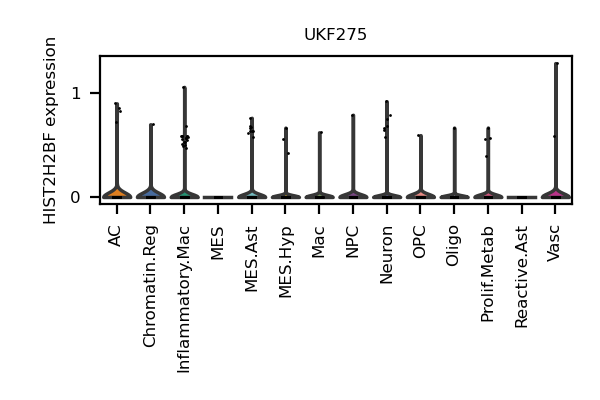 UKF275
HIST2H2BF expression
1
0
AC
Chromatin.Reg
Inflammatory.Mac
MES
MES.Ast
MES.Hyp
Mac
NPC
Neuron
OPC
Oligo
Prolif.Metab
Reactive.Ast
Vasc